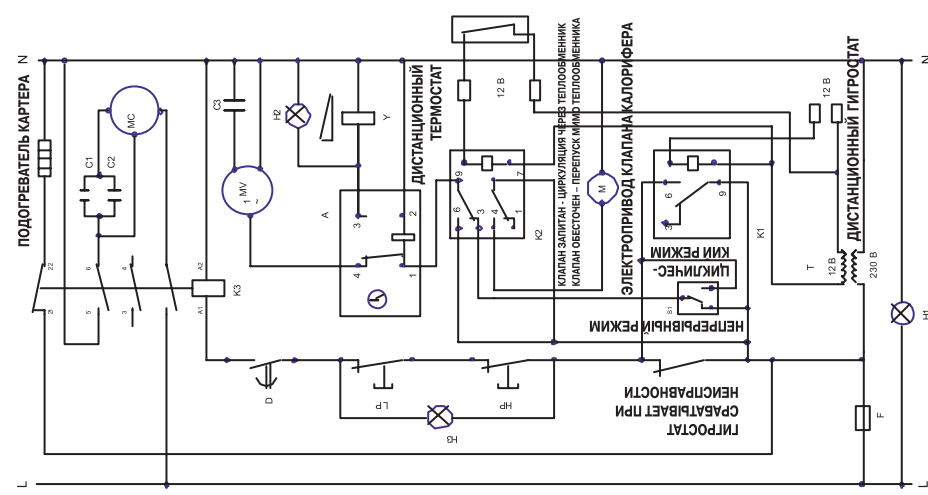 N
N
L
L
ПОДОГРЕВАТЕЛЬ КАРТЕРА
MC
C1
C2
22
21
6
5
4
3
A2
A1
K3
C3
MV
1
~
H2
Y
ДИСТАНЦИОННЫЙ
ТЕРМОСТАТ
A
3
2
4
1
D
LP
HP
H3
12 В
9
7
6
3
4
1
K2
КЛАПАН ЗАПИТАН - ЦИРКУЛЯЦИЯ ЧЕРЕЗ ТЕПЛООБМЕННИК
КЛАПАН ОБЕСТОЧЕН – ПЕРЕПУСК МИМО ТЕПЛООБМЕННИКА
M
ЭЛЕКТРОПРИВОД КЛАПАНА КАЛОРИФЕРА
6
3
9
K1
ЦИКЛИЧЕС-
КИЙ РЕЖИМ
S1
НЕПРЕРЫВНЫЙ РЕЖИМ
ГИГРОСТАТ
СРАБАТЫВАЕТ ПРИ
НЕИСПРАВНОСТИ
12 В
ДИСТАНЦИОННЫЙ ГИГРОСТАТ
T
12 В
230 В
F
H1